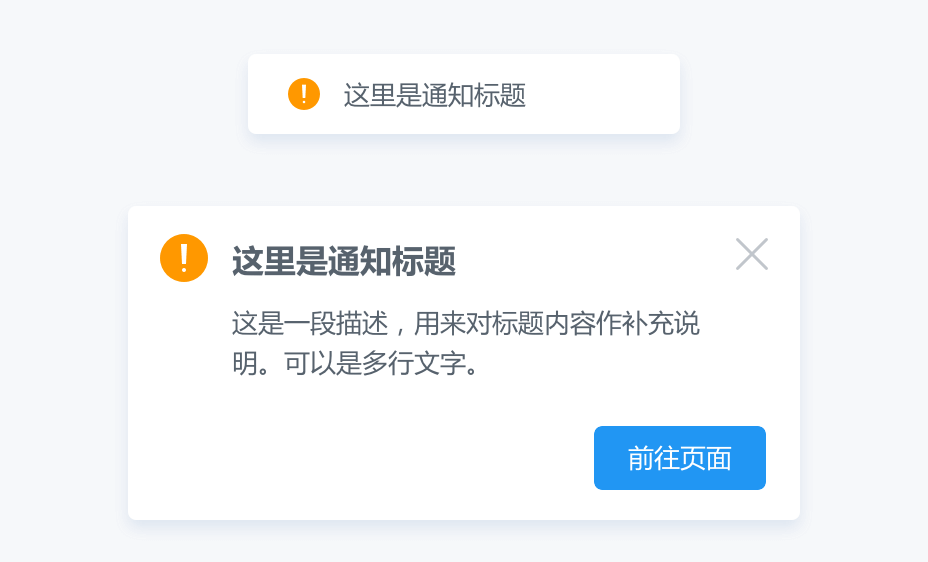 这里是通知标题
这里是通知标题
这是一段描述，用来对标题内容作补充说
明。可以是多行文字。
前往页面